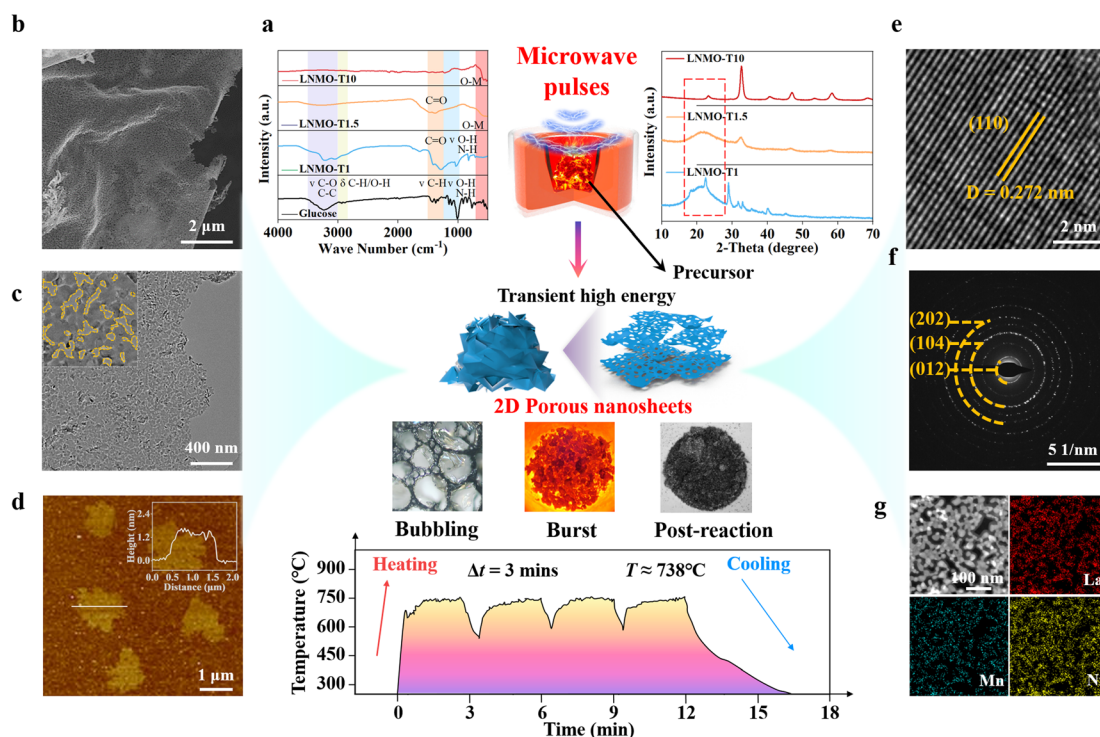 b
2 μm
c
400 nm
d
Height (nm)
2.4
1.2
0.0
0.0 0.5 1.0 1.5 2.0
Distance (μm)
1 μm
a
Intensity (a.u.)
LNMO-T10
O-M
C=O
LNMO-T1.5
O-M
C=O ν O-H
N-H
LNMO-T1
ν C-O δ C-H/O-H ν C-H ν O-H
C-C N-H
Glucose
4000 3000 2000 1000
Wave Number (cm⁻¹)
Microwave
pulses
Precursor
Intensity (a.u.)
LNMO-T10
LNMO-T1.5
LNMO-T1
10 20 30 40 50 60 70
2-Theta (degree)
Transient high energy
2D Porous nanosheets
Bubbling Burst Post-reaction
Temperature (°C)
900
750
600
450
300
Heating
Δt = 3 mins
T ≈ 738°C
Cooling
0 3 6 9 12 15 18
Time (min)
e
(110)
D = 0.272 nm
2 nm
f
(202)
(104)
(012)
5 1/nm
g
100 nm
La
Mn
N